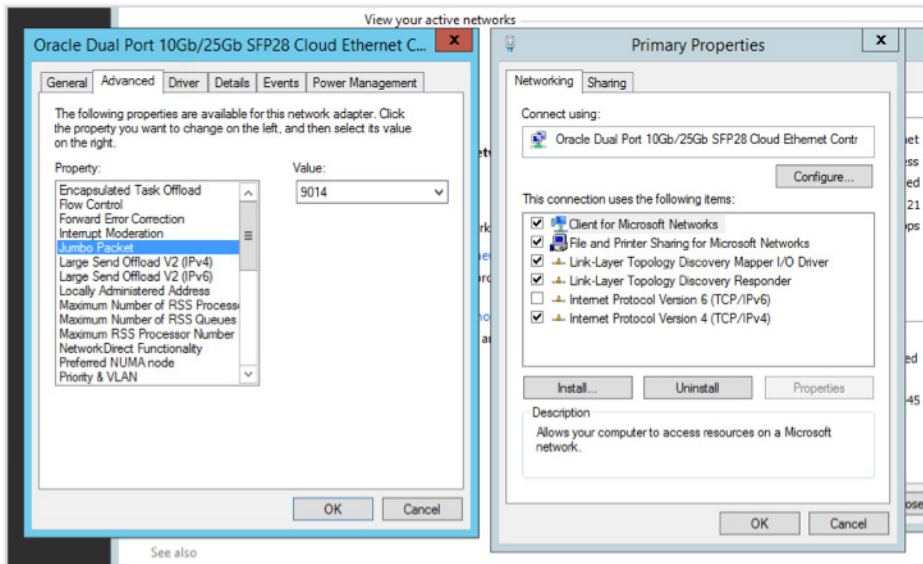 View your active networks
Oracle Dual Port 10Gb/25Gb SFP28 Cloud Ethernet C...
x
General
Advanced
Driver
Details
Events
Power Management
The following properties are available for this network adapter. Click
the property you want to change on the left, and then select its value
on the right.
Property:
Value:
Encapsulated Task Offload
Flow Control
Forward Error Correction
Interrupt Moderation
Jumbo Packet
Large Send Offload V2 (IPv4)
Large Send Offload V2 (IPv6)
Locally Administered Address
Maximum Number of RSS Processo
Maximum Number of RSS Queues
Maximum RSS Processor Number
NetworkDirect Functionality
Preferred NUMA node
Priority & VLAN
9014
OK
Cancel
See also
Primary Properties
x
Networking
Sharing
Connect using:
Oracle Dual Port 10Gb/25Gb SFP28 Cloud Ethernet Contr
Configure...
This connection uses the following items:
Client for Microsoft Networks
File and Printer Sharing for Microsoft Networks
Link-Layer Topology Discovery Mapper I/O Driver
Link-Layer Topology Discovery Responder
Internet Protocol Version 6 (TCP/IPv6)
Internet Protocol Version 4 (TCP/IPv4)
Install...
Uninstall
Properties
Description
Allows your computer to access resources on a Microsoft
network.
OK
Cancel